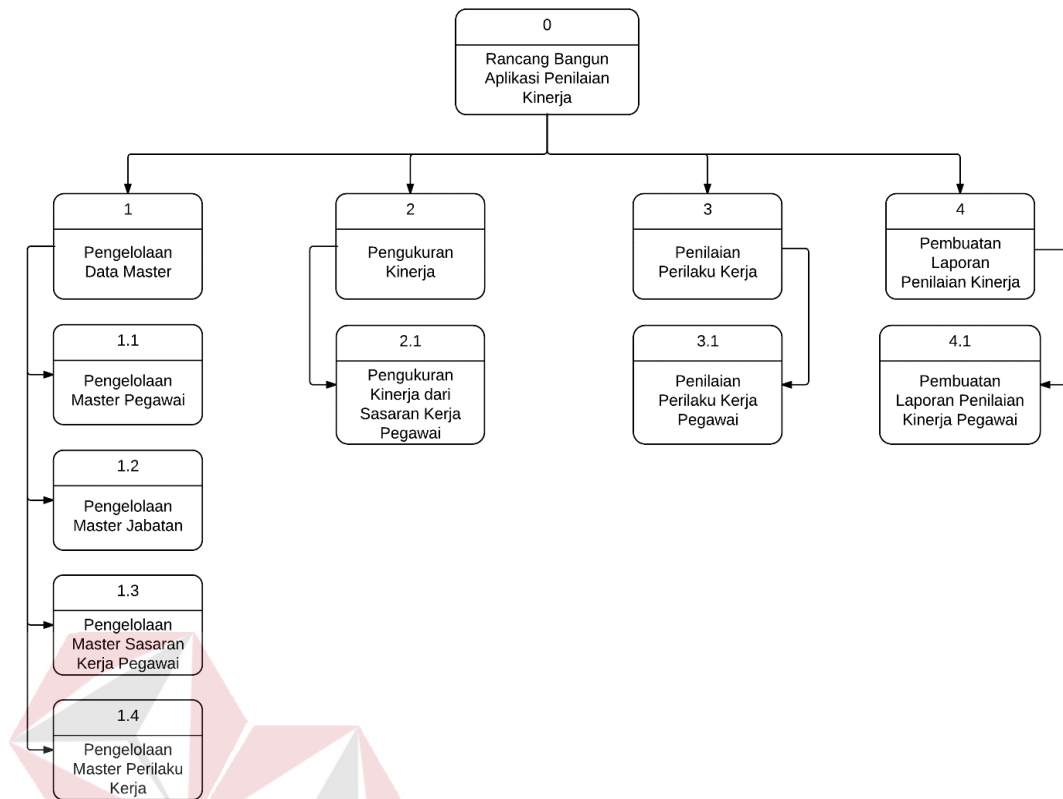 0
Rancang Bangun
Aplikasi Penilaian
Kinerja
1
Pengelolaan
Data Master
2
Pengukuran
Kinerja
3
Penilaian
Perilaku Kerja
4
Pembuatan
Laporan
Penilaian Kinerja
1.1
Pengelolaan
Master Pegawai
2.1
Pengukuran
Kinerja dari
Sasaran Kerja
Pegawai
3.1
Penilaian
Perilaku Kerja
Pegawai
4.1
Pembuatan
Laporan Penilaian
Kinerja Pegawai
1.2
Pengelolaan
Master Jabatan
1.3
Pengelolaan
Master Sasaran
Kerja Pegawai
1.4
Pengelolaan
Master Perilaku
Kerja